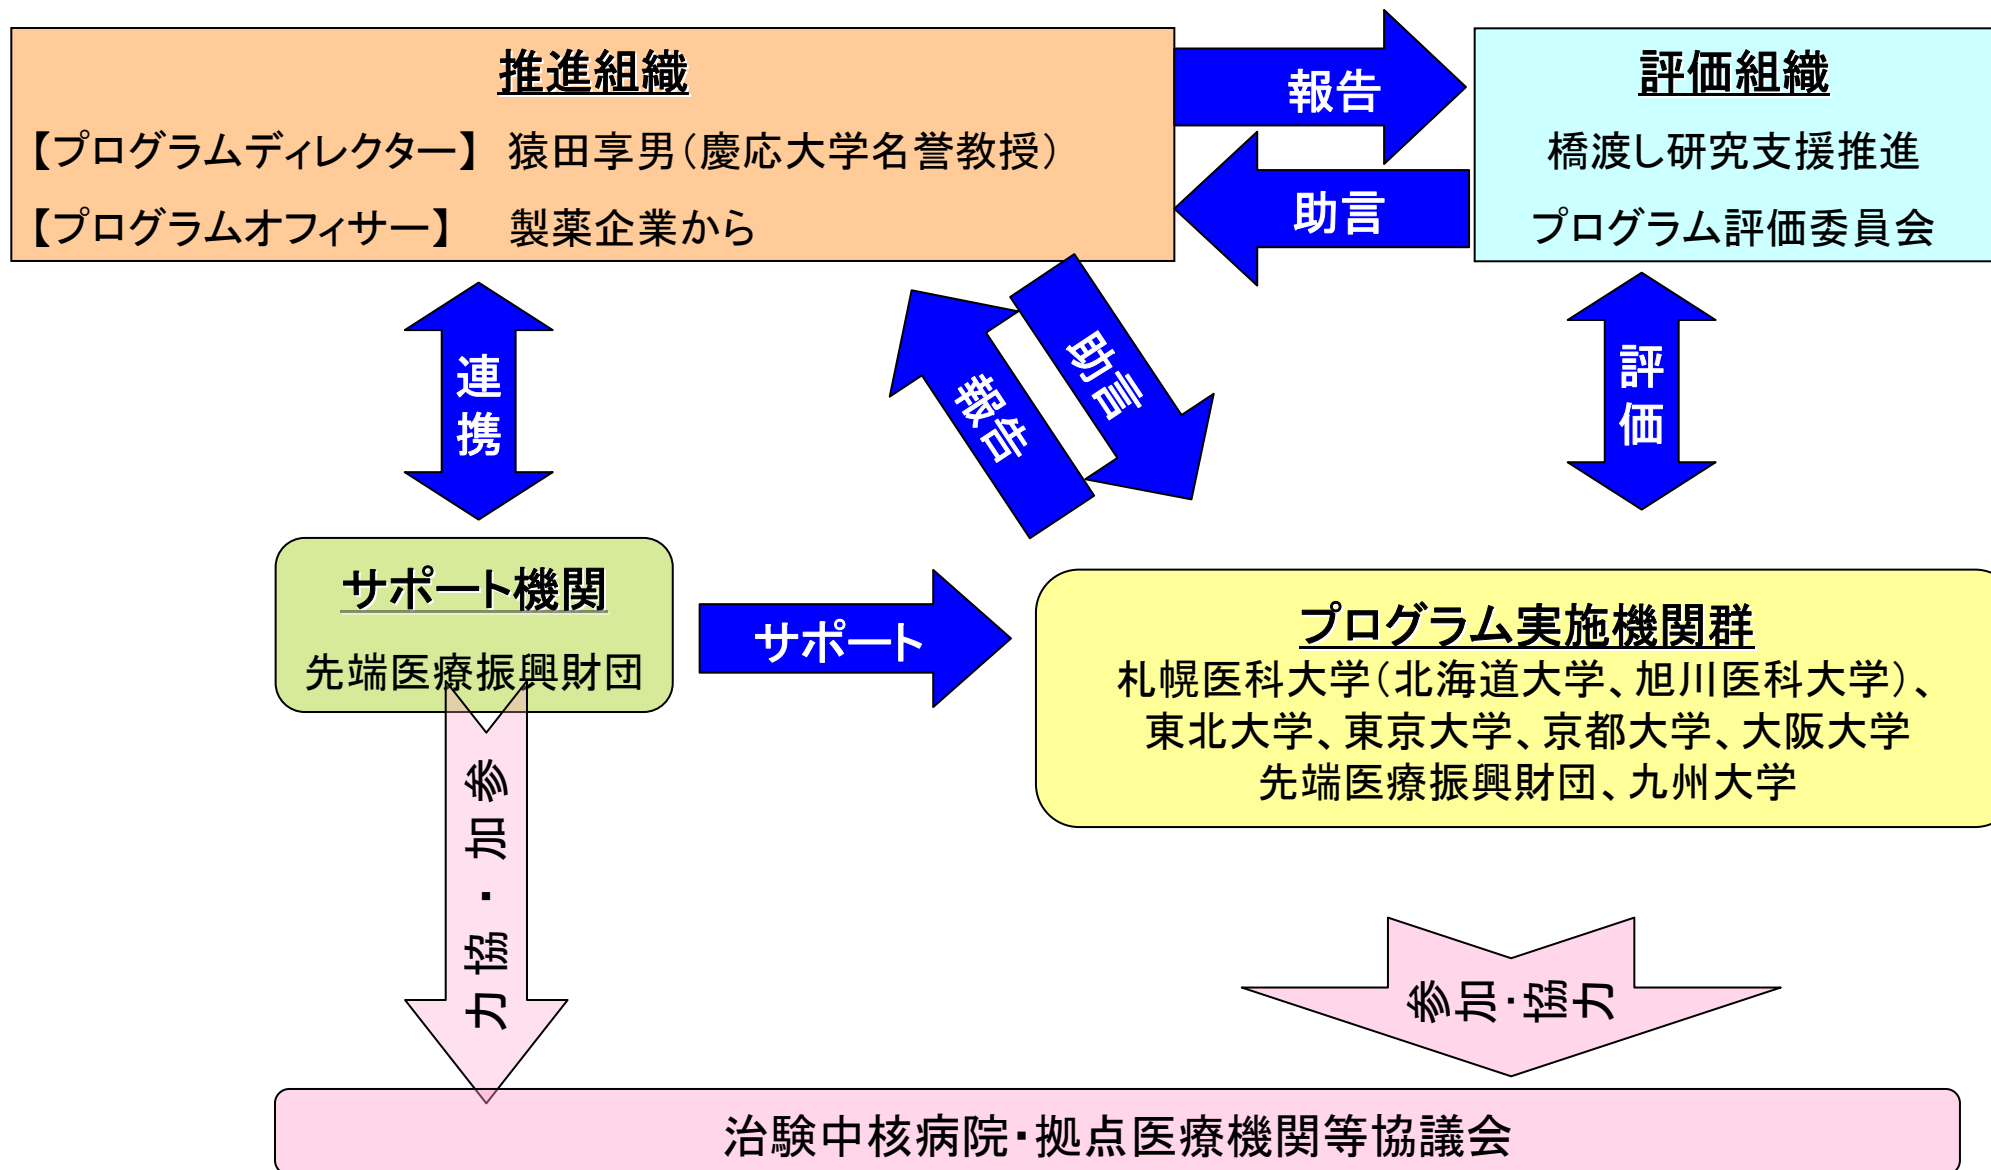 推進組織
【プログラムディレクター】 猿田享男（慶応大学名誉教授）
【プログラムオフィサー】 製薬企業から
報告
助言
評価組織
橋渡し研究支援推進
プログラム評価委員会
連携
報告
助言
評価
サポート機関
先端医療振興財団
サポート
プログラム実施機関群
札幌医科大学（北海道大学、旭川医科大学）、
東北大学、東京大学、京都大学、大阪大学
先端医療振興財団、九州大学
参加・協力
参加・協力
治験中核病院・拠点医療機関等協議会